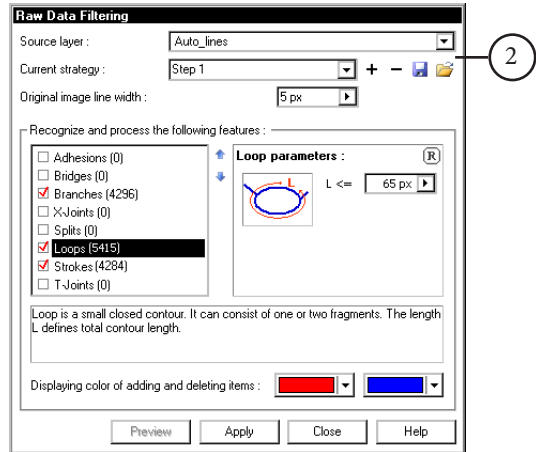 Raw Data Filtering
Source layer :
Auto_lines
Current strategy :
Step 1
+ −
2
Original image line width :
5 px
Recognize and process the following features :
Adhesions (0)
Bridges (0)
Branches (4296)
X-Joints (0)
Splits (0)
Loops (5415)
Strokes (4284)
T-Joints (0)
Loop parameters :
R
L
L <=
65 px
Loop is a small closed contour. It can consist of one or two fragments. The length
L defines total contour length.
Displaying color of adding and deleting items :
Preview
Apply
Close
Help